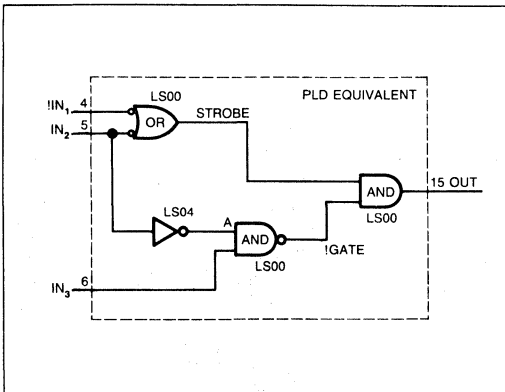 LS00
PLD EQUIVALENT
!IN₁ 4
OR
STROBE
IN₂ 5
AND
15 OUT
LS00
LS04
A
AND
!GATE
LS00
IN₃ 6